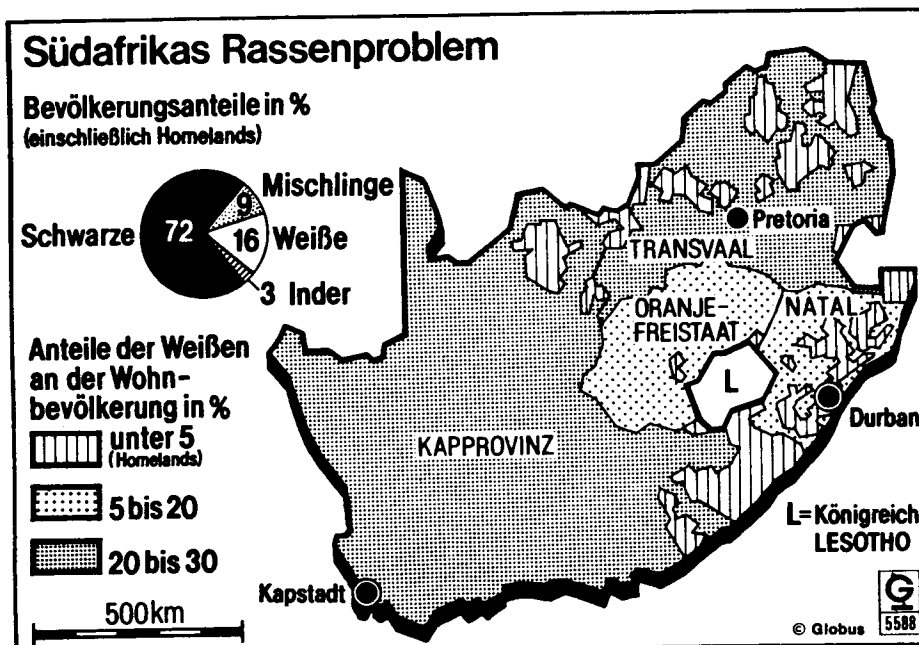 Südafrikas Rassenproblem
Bevölkerungsanteile in %
(einschließlich Homelands)
Mischlinge
9
Schwarze
72
16
Weiße
3 Inder
Anteile der Weißen
an der Wohn-
bevölkerung in %
unter 5
(Homelands)
5 bis 20
20 bis 30
500km
Pretoria
TRANSVAAL
ORANJE-
FREISTAAT
NATAL
L
Durban
KAPPROVINZ
Kapstadt
L=Königreich
LESOTHO
© Globus
G
5588